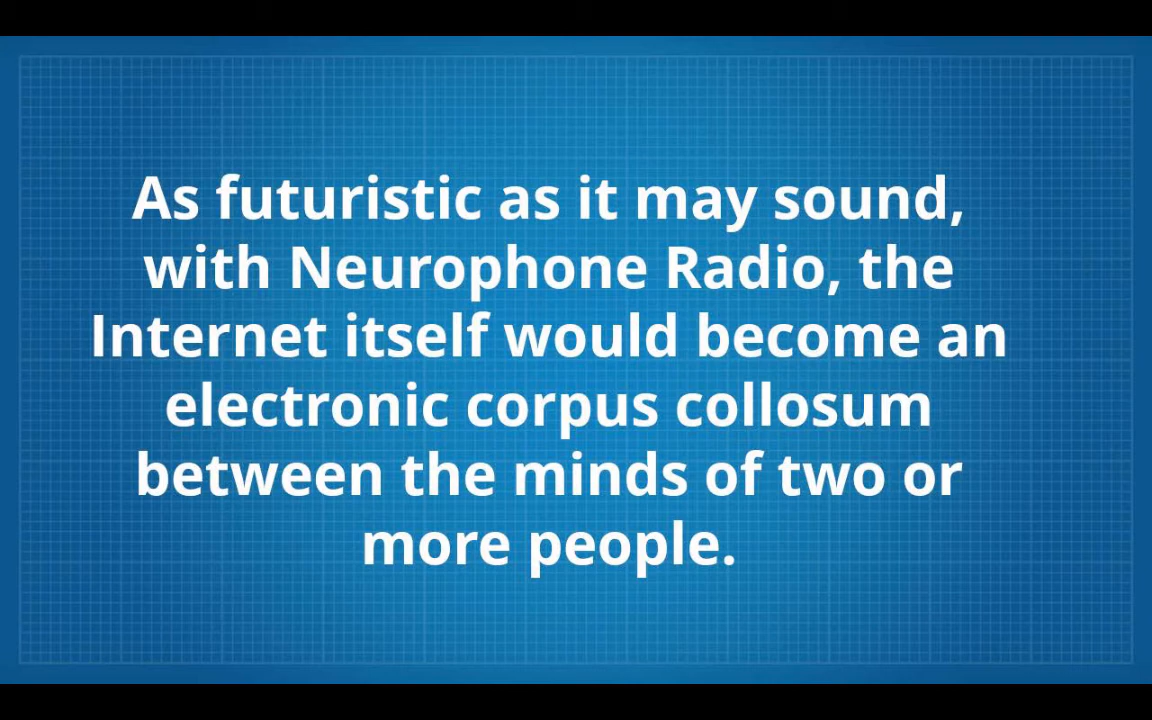 As futuristic as it may sound,
with Neurophone Radio, the
Internet itself would become an
electronic corpus collosum
between the minds of two or
more people.